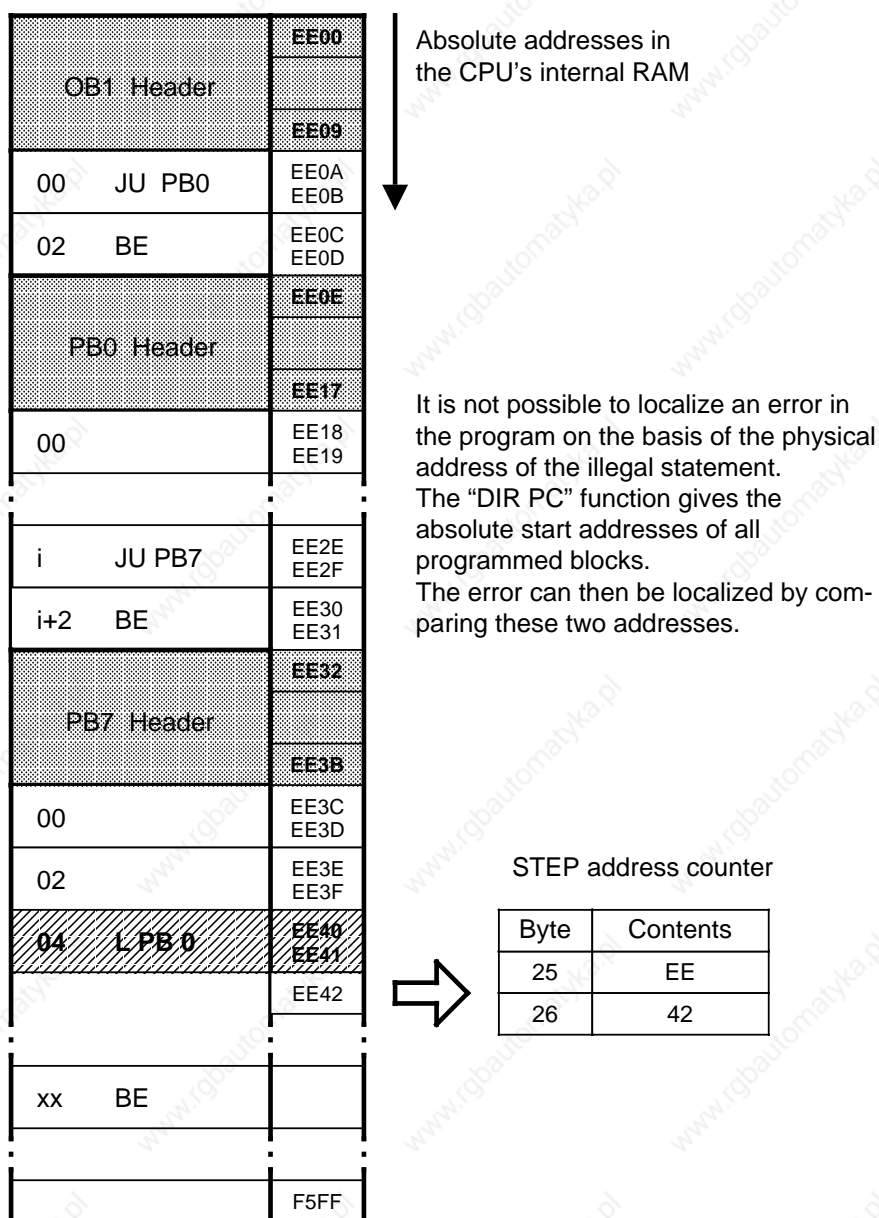 EE00
OB1 Header
EE09
00 JU PB0 EE0A
EE0B
02 BE EE0C
EE0D
EE0E
PB0 Header
EE17
00 EE18
EE19
i JU PB7 EE2E
EE2F
i+2 BE EE30
EE31
EE32
PB7 Header
EE3B
00 EE3C
EE3D
02 EE3E
EE3F
04 L PB 0 EE40
EE41
EE42
xx BE
F5FF
Absolute addresses in
the CPU’s internal RAM
It is not possible to localize an error in
the program on the basis of the physical
address of the illegal statement.
The “DIR PC” function gives the
absolute start addresses of all
programmed blocks.
The error can then be localized by com-
paring these two addresses.
STEP address counter
Byte Contents
25 EE
26 42
www.rgbautomatyka.pl